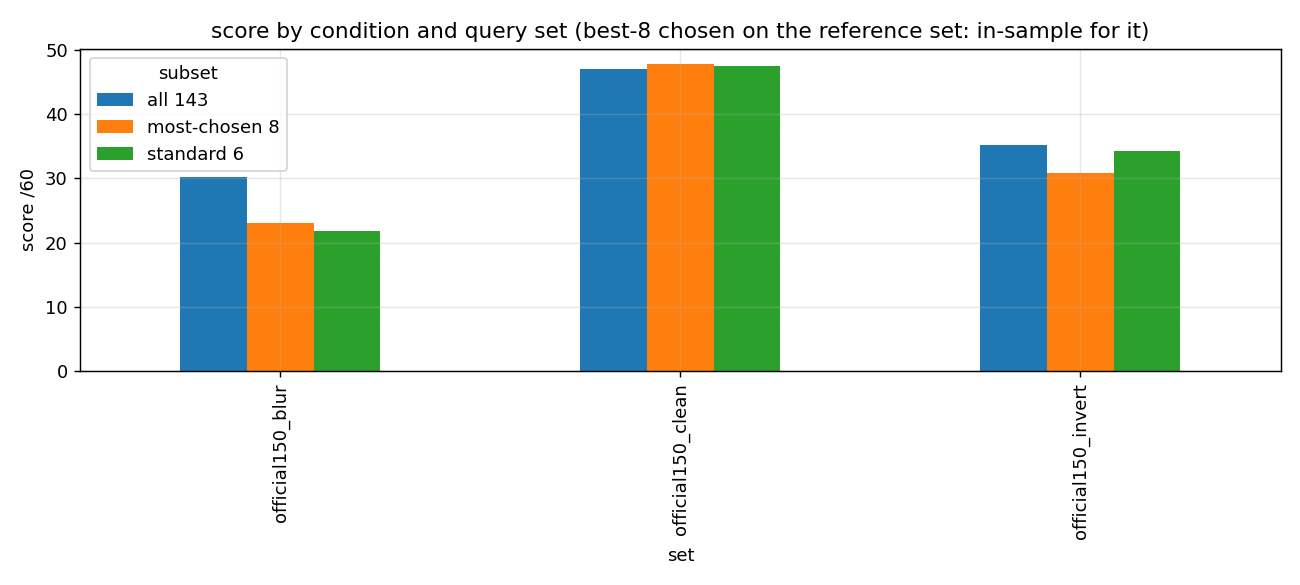 score by condition and query set (best-8 chosen on the reference set: in-sample for it)
score /60
50
40
30
20
10
0
subset
all 143
most-chosen 8
standard 6
official150_blur
official150_clean
official150_invert
set